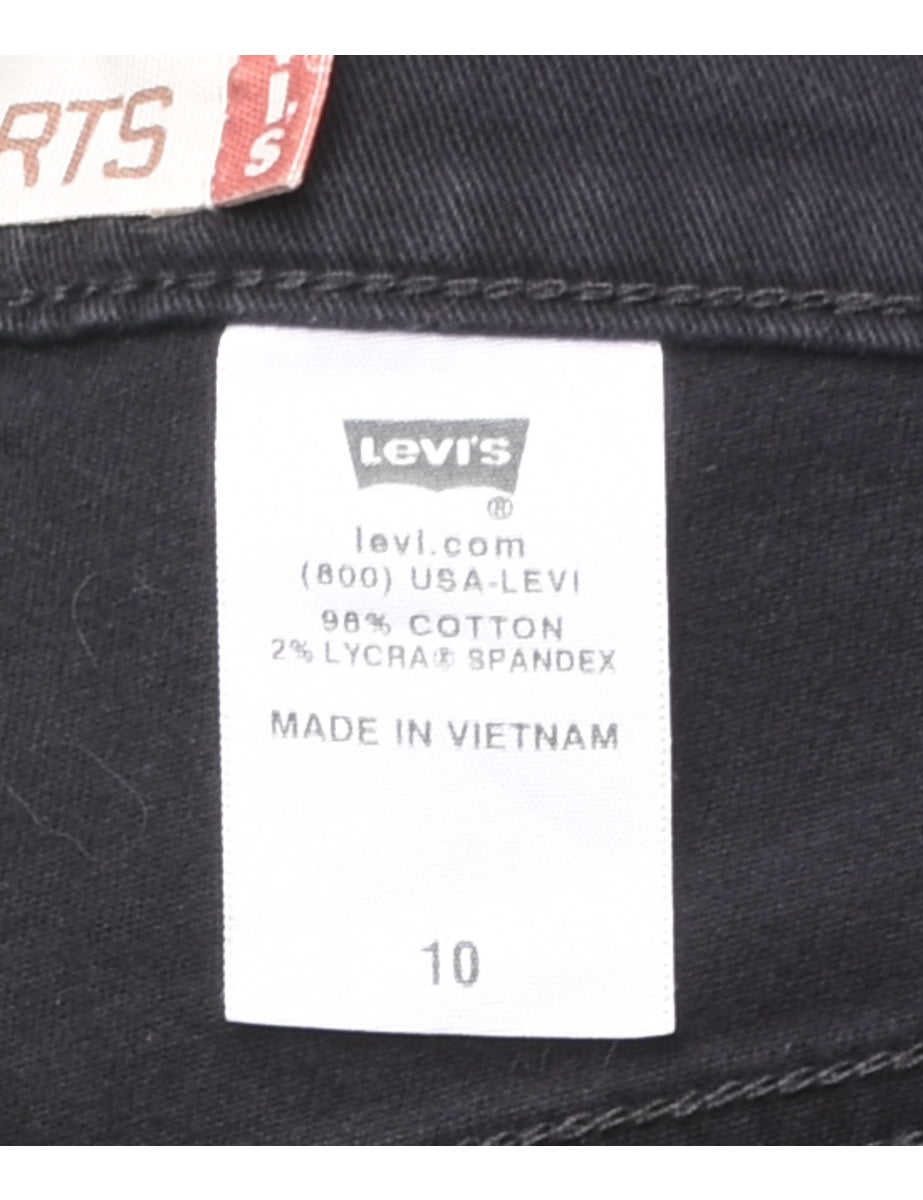 RTS
I.S
Levi's
®
levi.com
(800) USA-LEVI
98% COTTON
2% LYCRA® SPANDEX
MADE IN VIETNAM
10